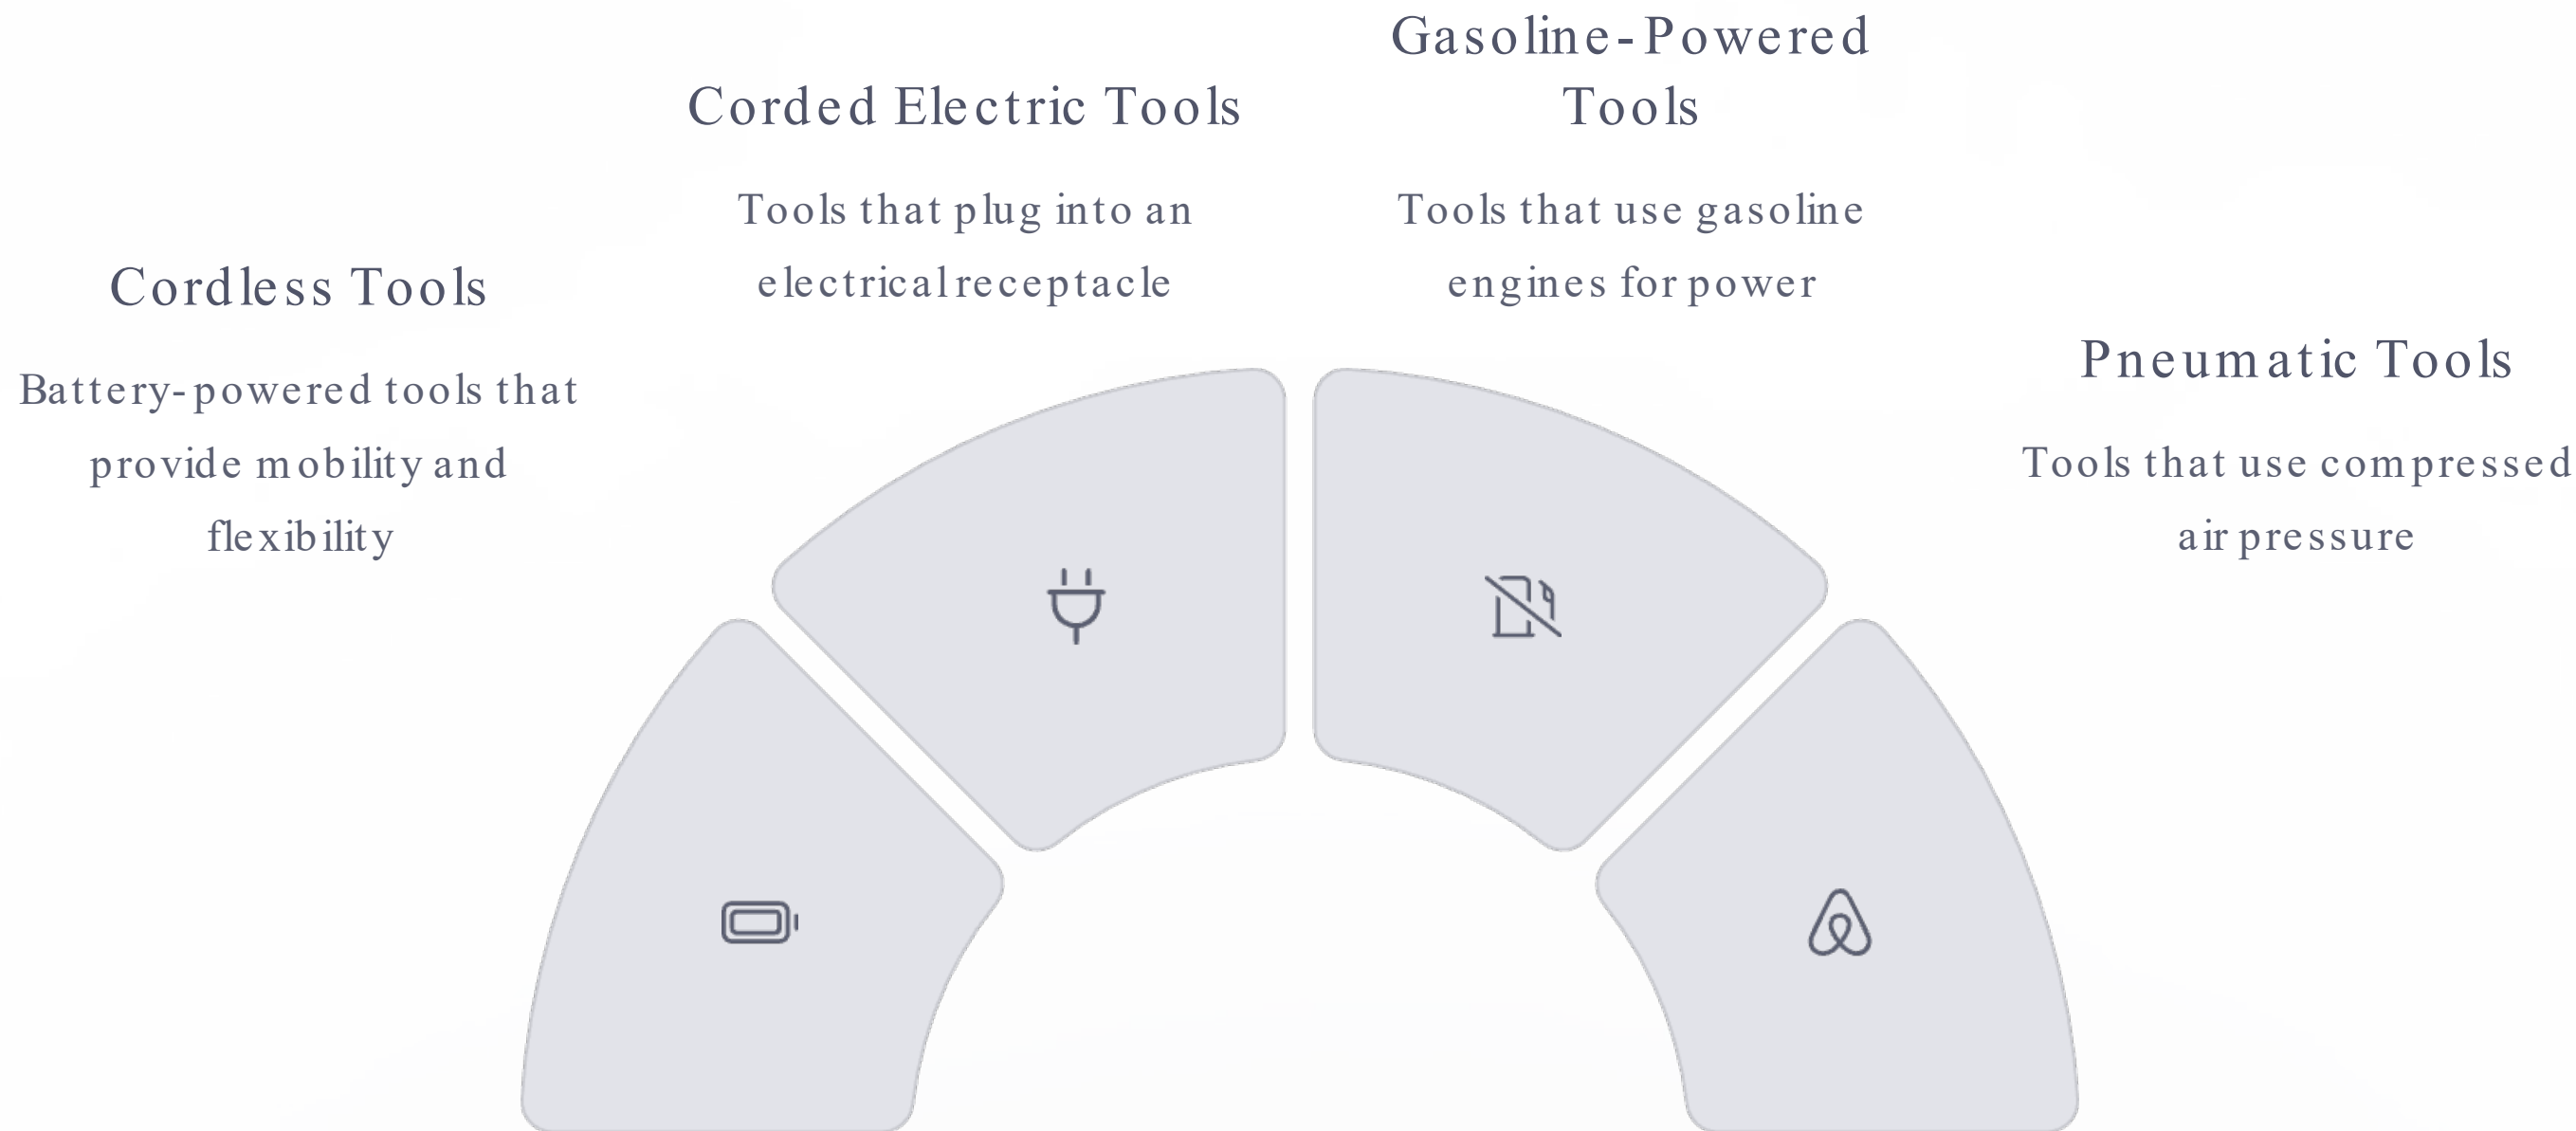 Cordless Tools
Battery-powered tools that
provide mobility and
flexibility
Corded Electric Tools
Tools that plug into an
electrical receptacle
Gasoline-Powered
Tools
Tools that use gasoline
engines for power
Pneumatic Tools
Tools that use compressed
air pressure